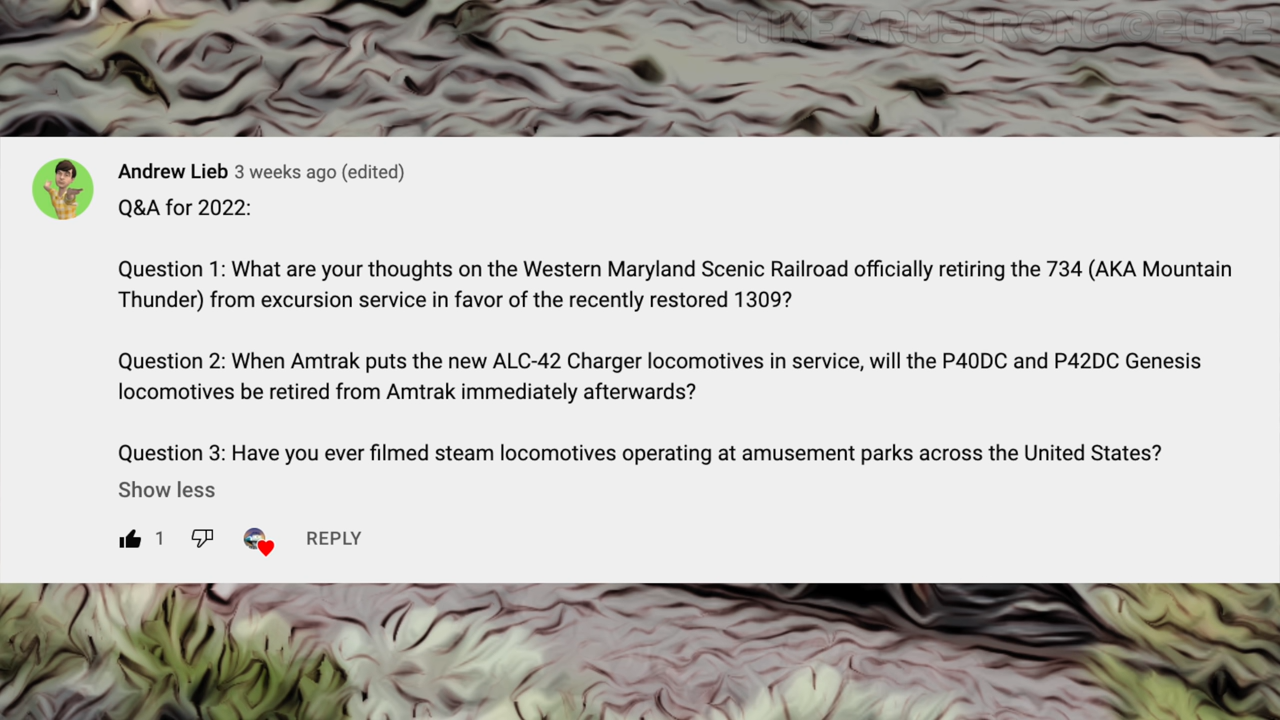 MIKE ARMSTRONG ©2022
Andrew Lieb 3 weeks ago (edited)
Q&A for 2022:
Question 1: What are your thoughts on the Western Maryland Scenic Railroad officially retiring the 734 (AKA Mountain
Thunder) from excursion service in favor of the recently restored 1309?
Question 2: When Amtrak puts the new ALC-42 Charger locomotives in service, will the P40DC and P42DC Genesis
locomotives be retired from Amtrak immediately afterwards?
Question 3: Have you ever filmed steam locomotives operating at amusement parks across the United States?
Show less
1 REPLY